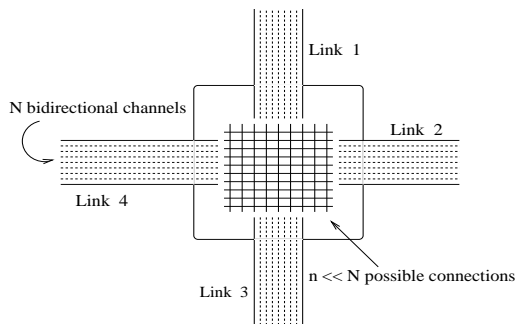 Link 1
N bidirectional channels
Link 2
Link 4
Link 3
n << N possible connections